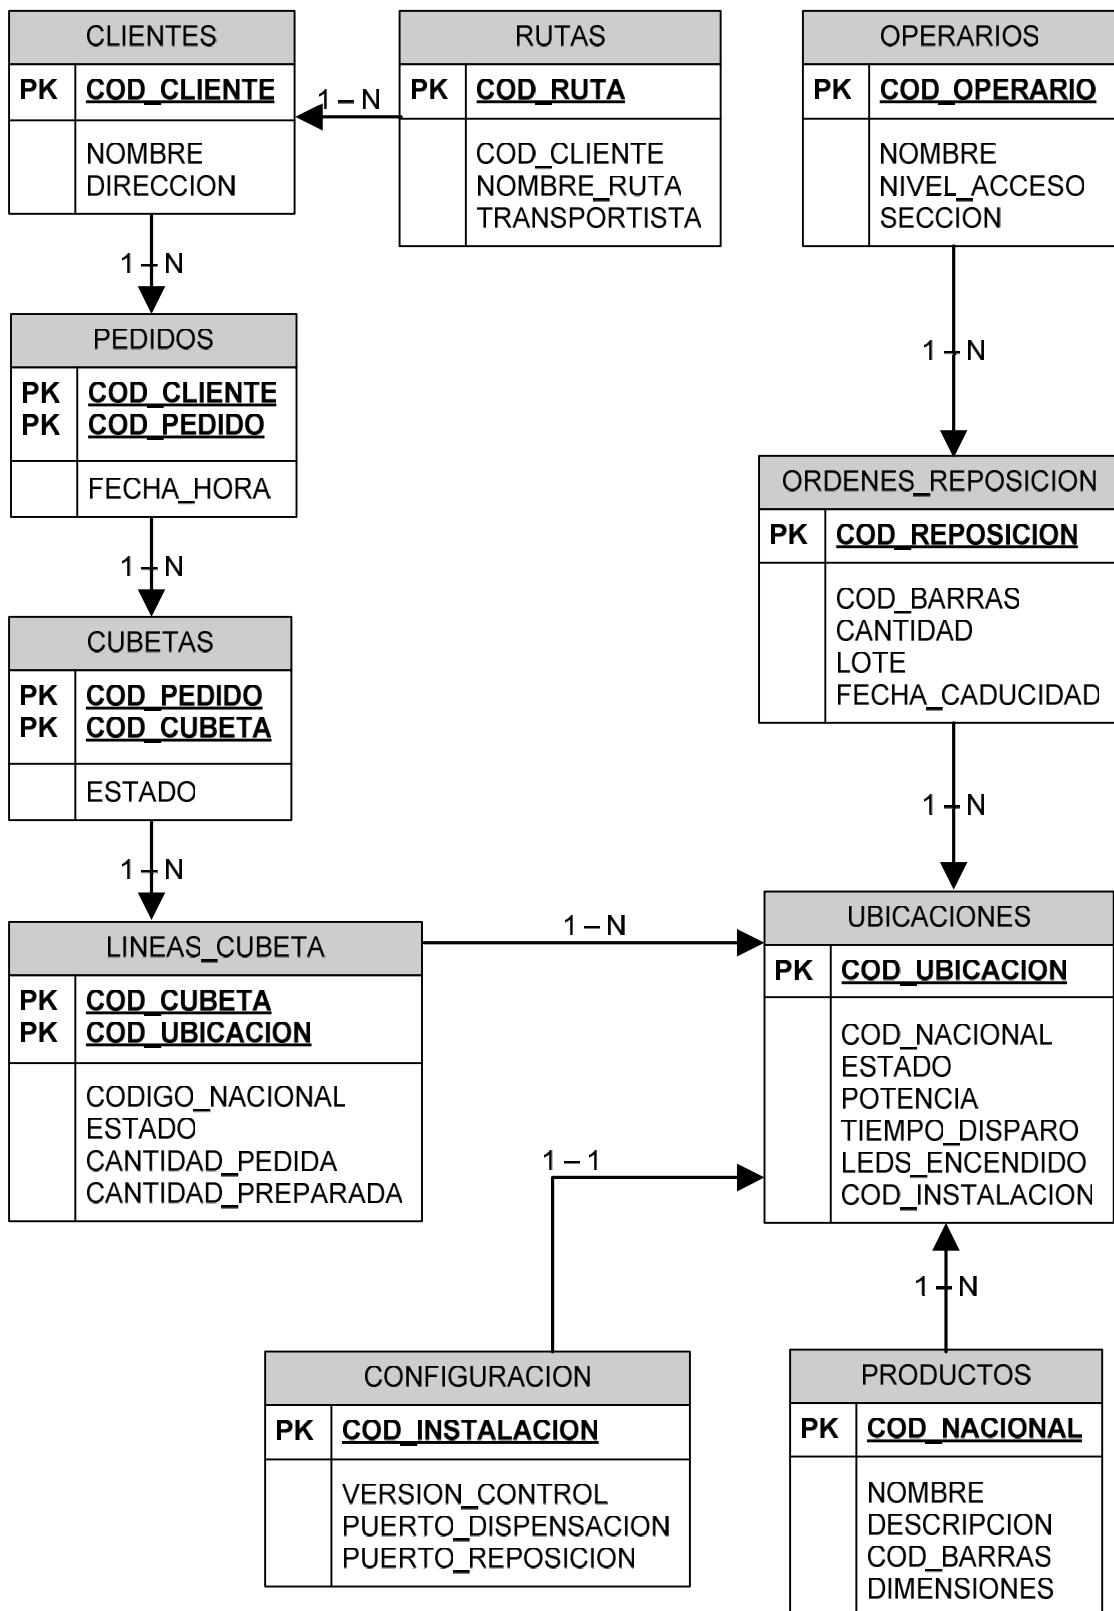 CLIENTES
PK COD_CLIENTE
NOMBRE
DIRECCION
1 – N
RUTAS
PK COD_RUTA
COD_CLIENTE
NOMBRE_RUTA
TRANSPORTISTA
OPERARIOS
PK COD_OPERARIO
NOMBRE
NIVEL_ACCESO
SECCION
1 – N
PEDIDOS
PK COD_CLIENTE
PK COD_PEDIDO
FECHA_HORA
1 – N
ORDENES_REPOSICION
PK COD_REPOSICION
COD_BARRAS
CANTIDAD
LOTE
FECHA_CADUCIDAD
1 – N
CUBETAS
PK COD_PEDIDO
PK COD_CUBETA
ESTADO
1 – N
1 – N
LINEAS_CUBETA
PK COD_CUBETA
PK COD_UBICACION
CODIGO_NACIONAL
ESTADO
CANTIDAD_PEDIDA
CANTIDAD_PREPARADA
1 – N
UBICACIONES
PK COD_UBICACION
COD_NACIONAL
ESTADO
POTENCIA
TIEMPO_DISPARO
LEDS_ENCENDIDO
COD_INSTALACION
1 – 1
1 – N
CONFIGURACION
PK COD_INSTALACION
VERSION_CONTROL
PUERTO_DISPENSACION
PUERTO_REPOSICION
PRODUCTOS
PK COD_NACIONAL
NOMBRE
DESCRIPCION
COD_BARRAS
DIMENSIONES